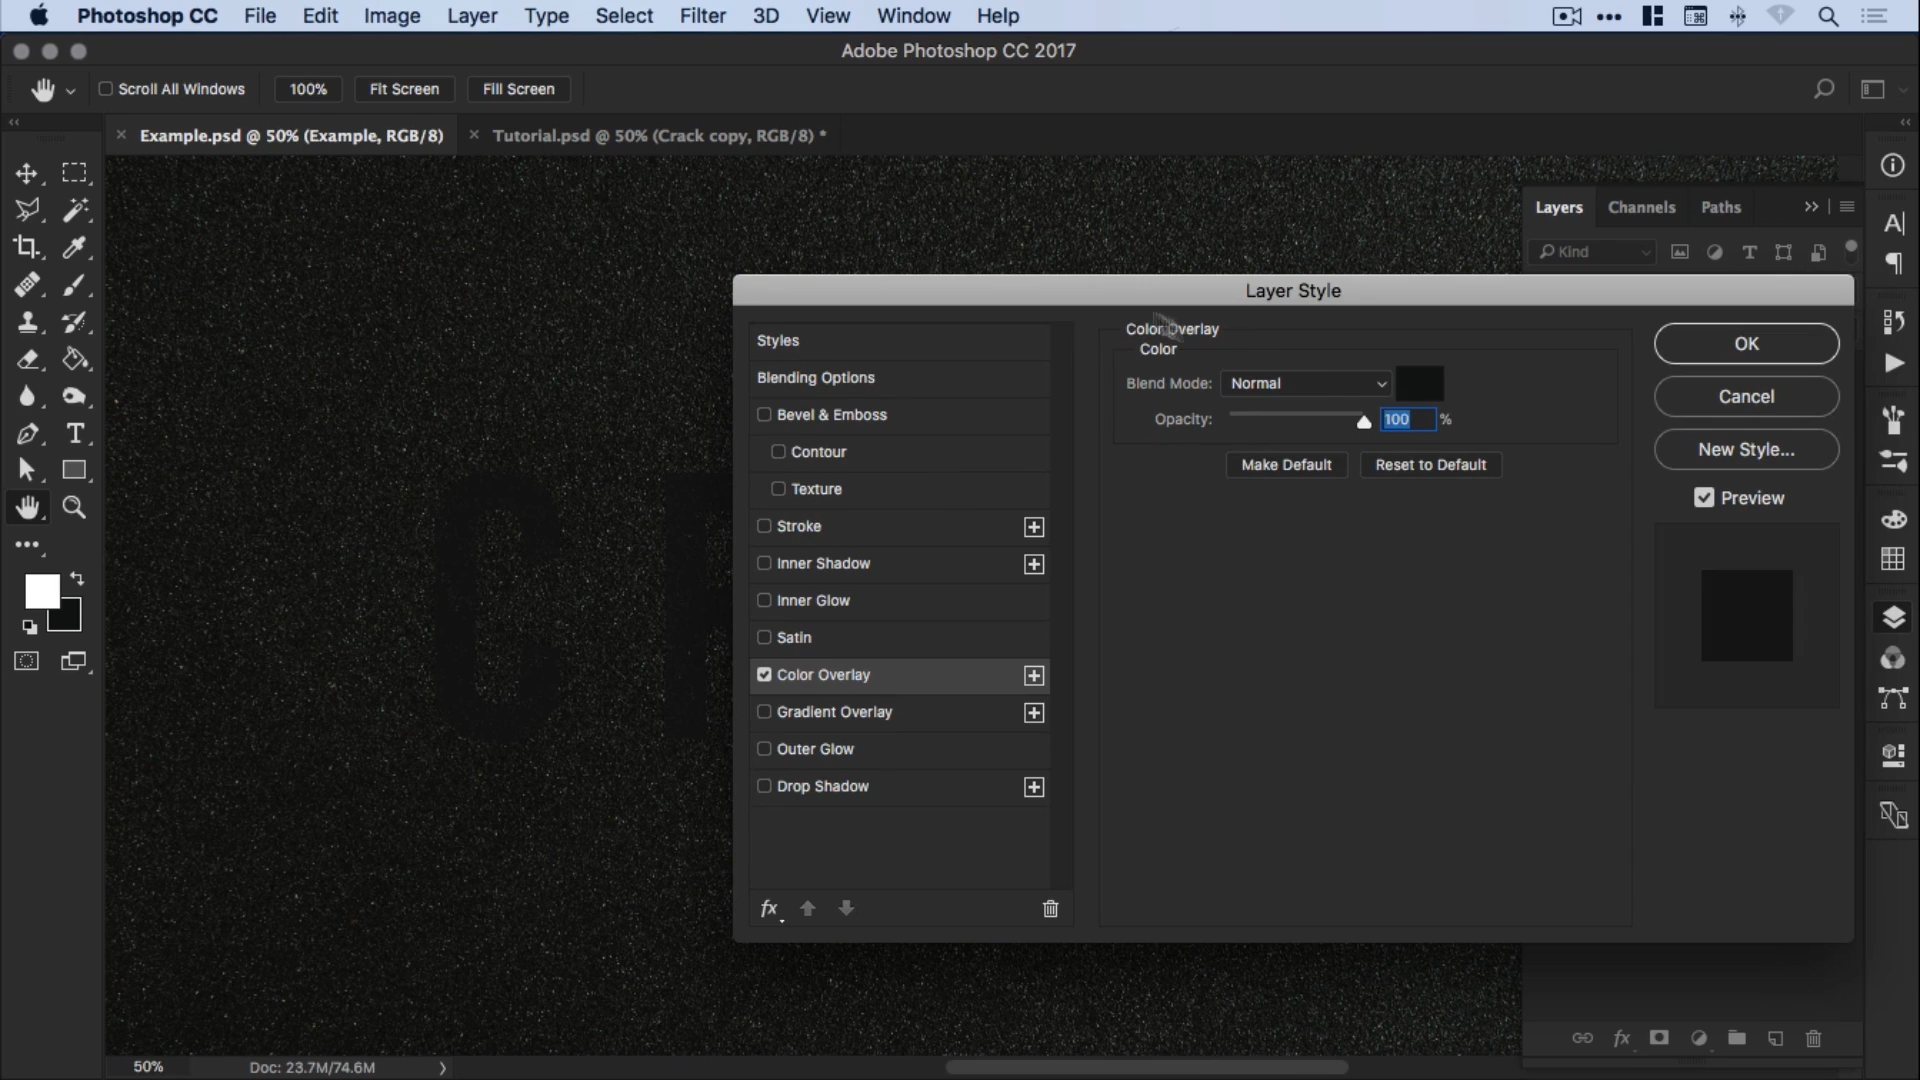 Photoshop CC File Edit Image Layer Type Select Filter 3D View Window Help
Adobe Photoshop CC 2017
Scroll All Windows 100% Fit Screen Fill Screen
Example.psd @ 50% (Example, RGB/8) Tutorial.psd @ 50% (Crack copy, RGB/8) *
Layers Channels Paths
Kind
Layer Style
Styles
Blending Options
Bevel & Emboss
Contour
Texture
Stroke
Inner Shadow
Inner Glow
Satin
Color Overlay
Gradient Overlay
Outer Glow
Drop Shadow
fx
Color Overlay
Color
Blend Mode: Normal
Opacity: 100 %
Make Default Reset to Default
OK
Cancel
New Style...
Preview
C
fx
50% Doc: 23.7M/74.6M